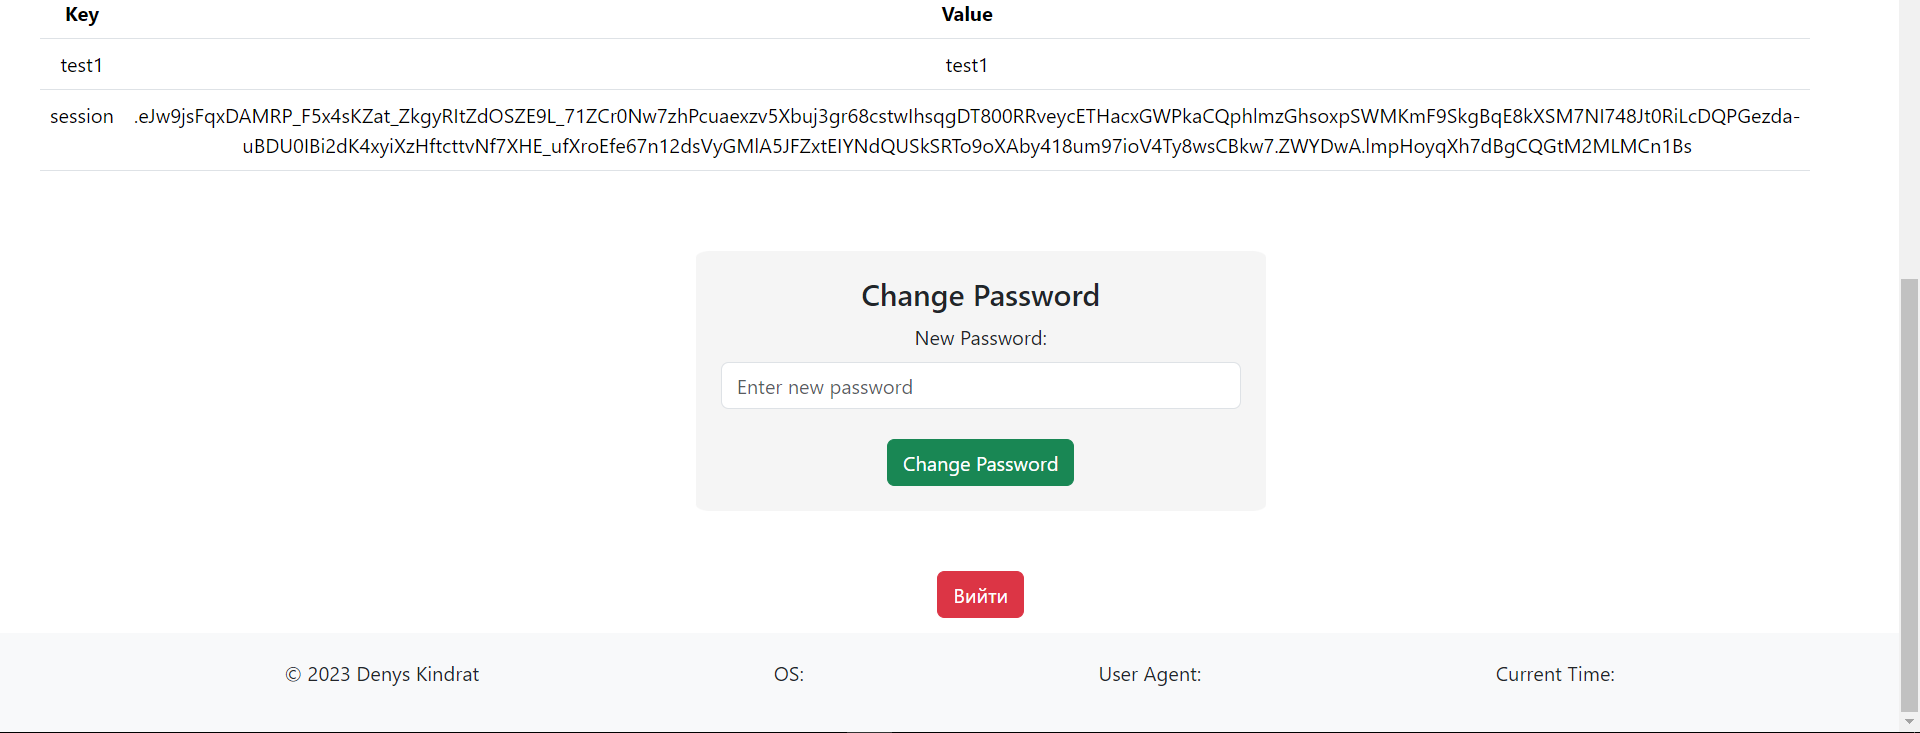 Key Value
test1 test1
session .eJw9jsFqxDAMRP_F5x4sKZat_ZkgyRItZdOSZE9L_71ZCr0Nw7zhPcuaexzv5Xbuj3gr68cstwIhsqgDT800RRveycETHacxGWPkaCQphlmzGhsoxpSWMKmF9SkgBqE8kXSM7NI748Jt0RiLcDQPGezda-
uBDU0IBi2dK4xyiXzHftcttvNf7XHE_ufXroEfe67n12dsVyGMlA5JFZxtElYNdQUSkSRTo9oXAby418um97ioV4Ty8wsCBkw7.ZWYDwA.lmpHoyqXh7dBgCQGtM2MLMCn1Bs
Change Password
New Password:
Enter new password
Change Password
Вийти
© 2023 Denys Kindrat OS: User Agent: Current Time: